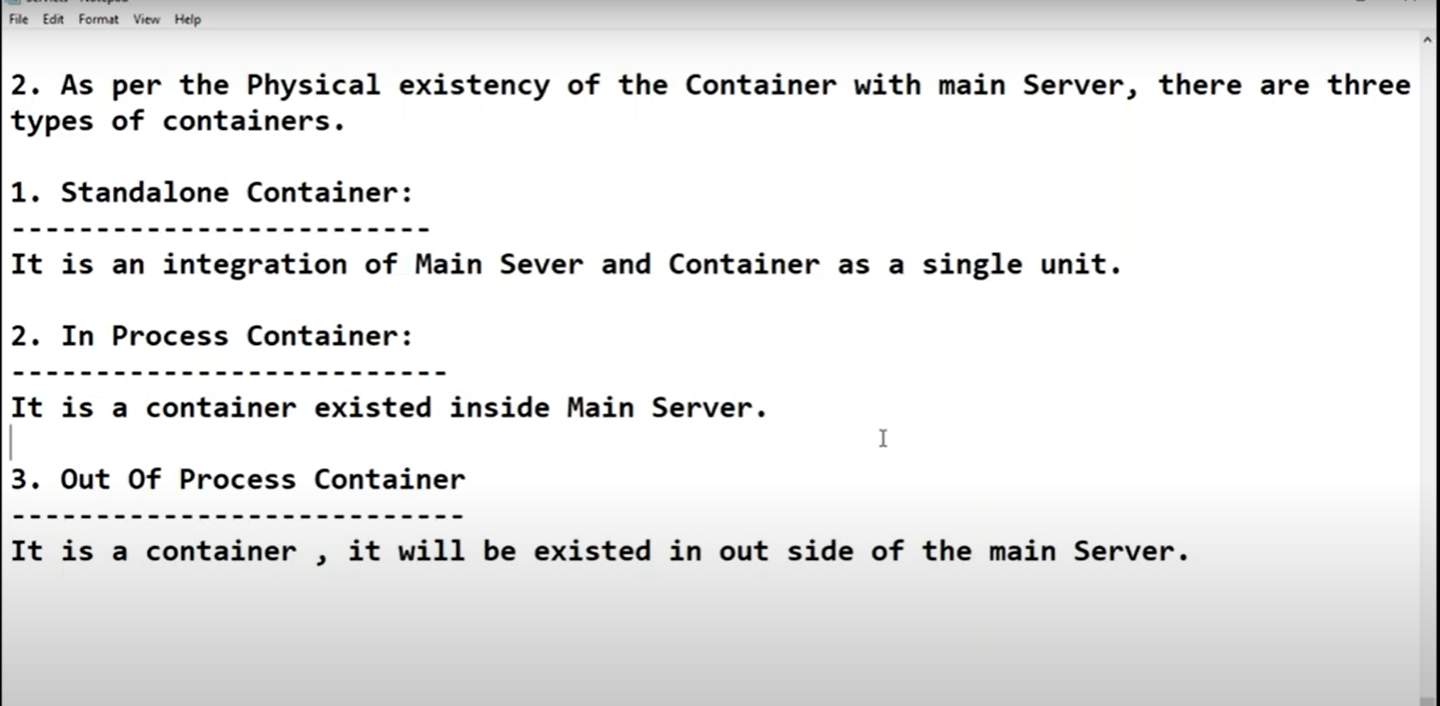 File Edit Format View Help
2. As per the Physical existency of the Container with main Server, there are three
types of containers.
1. Standalone Container:
-------------------------
It is an integration of Main Sever and Container as a single unit.
2. In Process Container:
--------------------------
It is a container existed inside Main Server.
3. Out Of Process Container
---------------------------
It is a container , it will be existed in out side of the main Server.